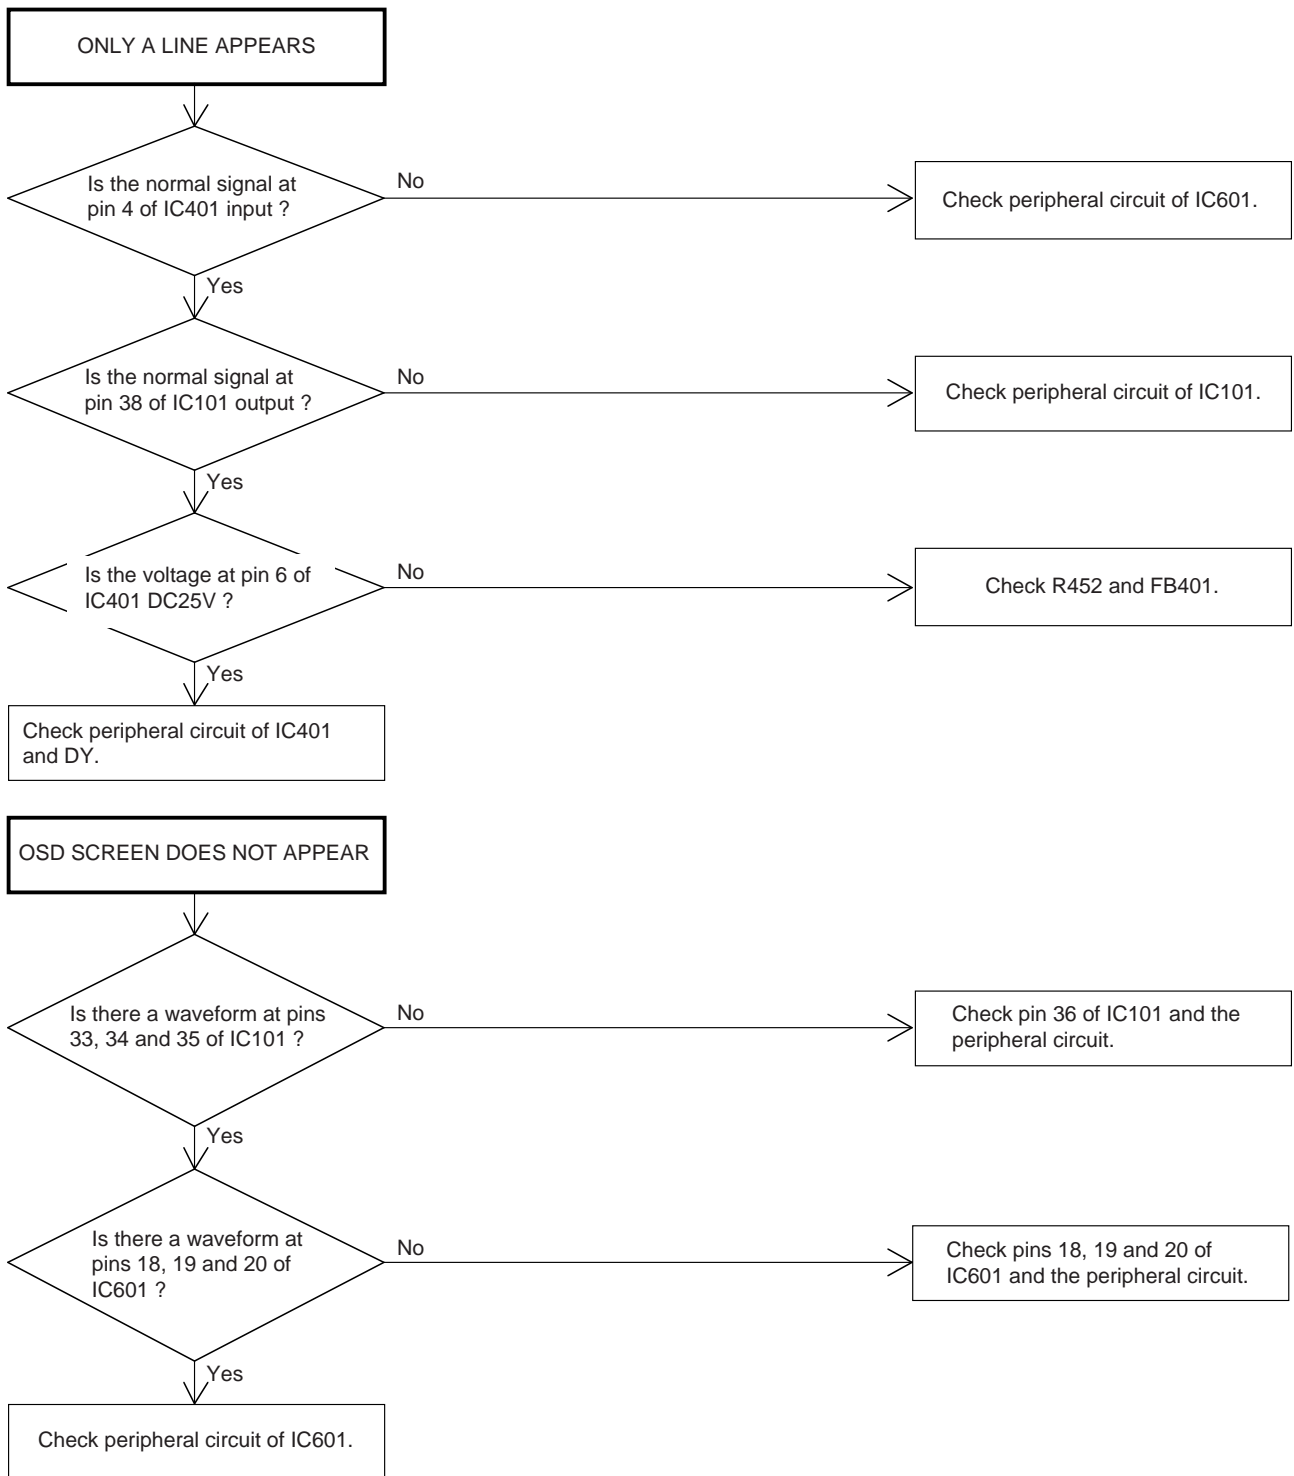 ONLY A LINE APPEARS
Is the normal signal at
pin 4 of IC401 input ?
No
Check peripheral circuit of IC601.
Yes
Is the normal signal at
pin 38 of IC101 output ?
No
Check peripheral circuit of IC101.
Yes
Is the voltage at pin 6 of
IC401 DC25V ?
No
Check R452 and FB401.
Yes
Check peripheral circuit of IC401
and DY.
OSD SCREEN DOES NOT APPEAR
Is there a waveform at pins
33, 34 and 35 of IC101 ?
No
Check pin 36 of IC101 and the
peripheral circuit.
Yes
Is there a waveform at
pins 18, 19 and 20 of
IC601 ?
No
Check pins 18, 19 and 20 of
IC601 and the peripheral circuit.
Yes
Check peripheral circuit of IC601.